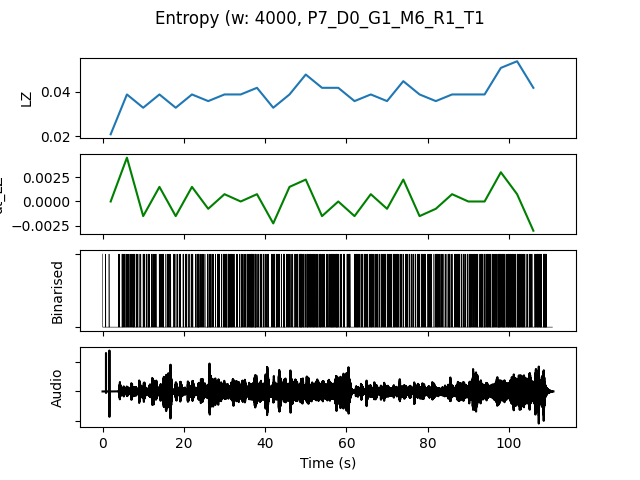 Entropy (w: 4000, P7_D0_G1_M6_R1_T1
LZ
0.04
0.02
0.0025
0.0000
−0.0025
Binarised
Audio
0 20 40 60 80 100
Time (s)